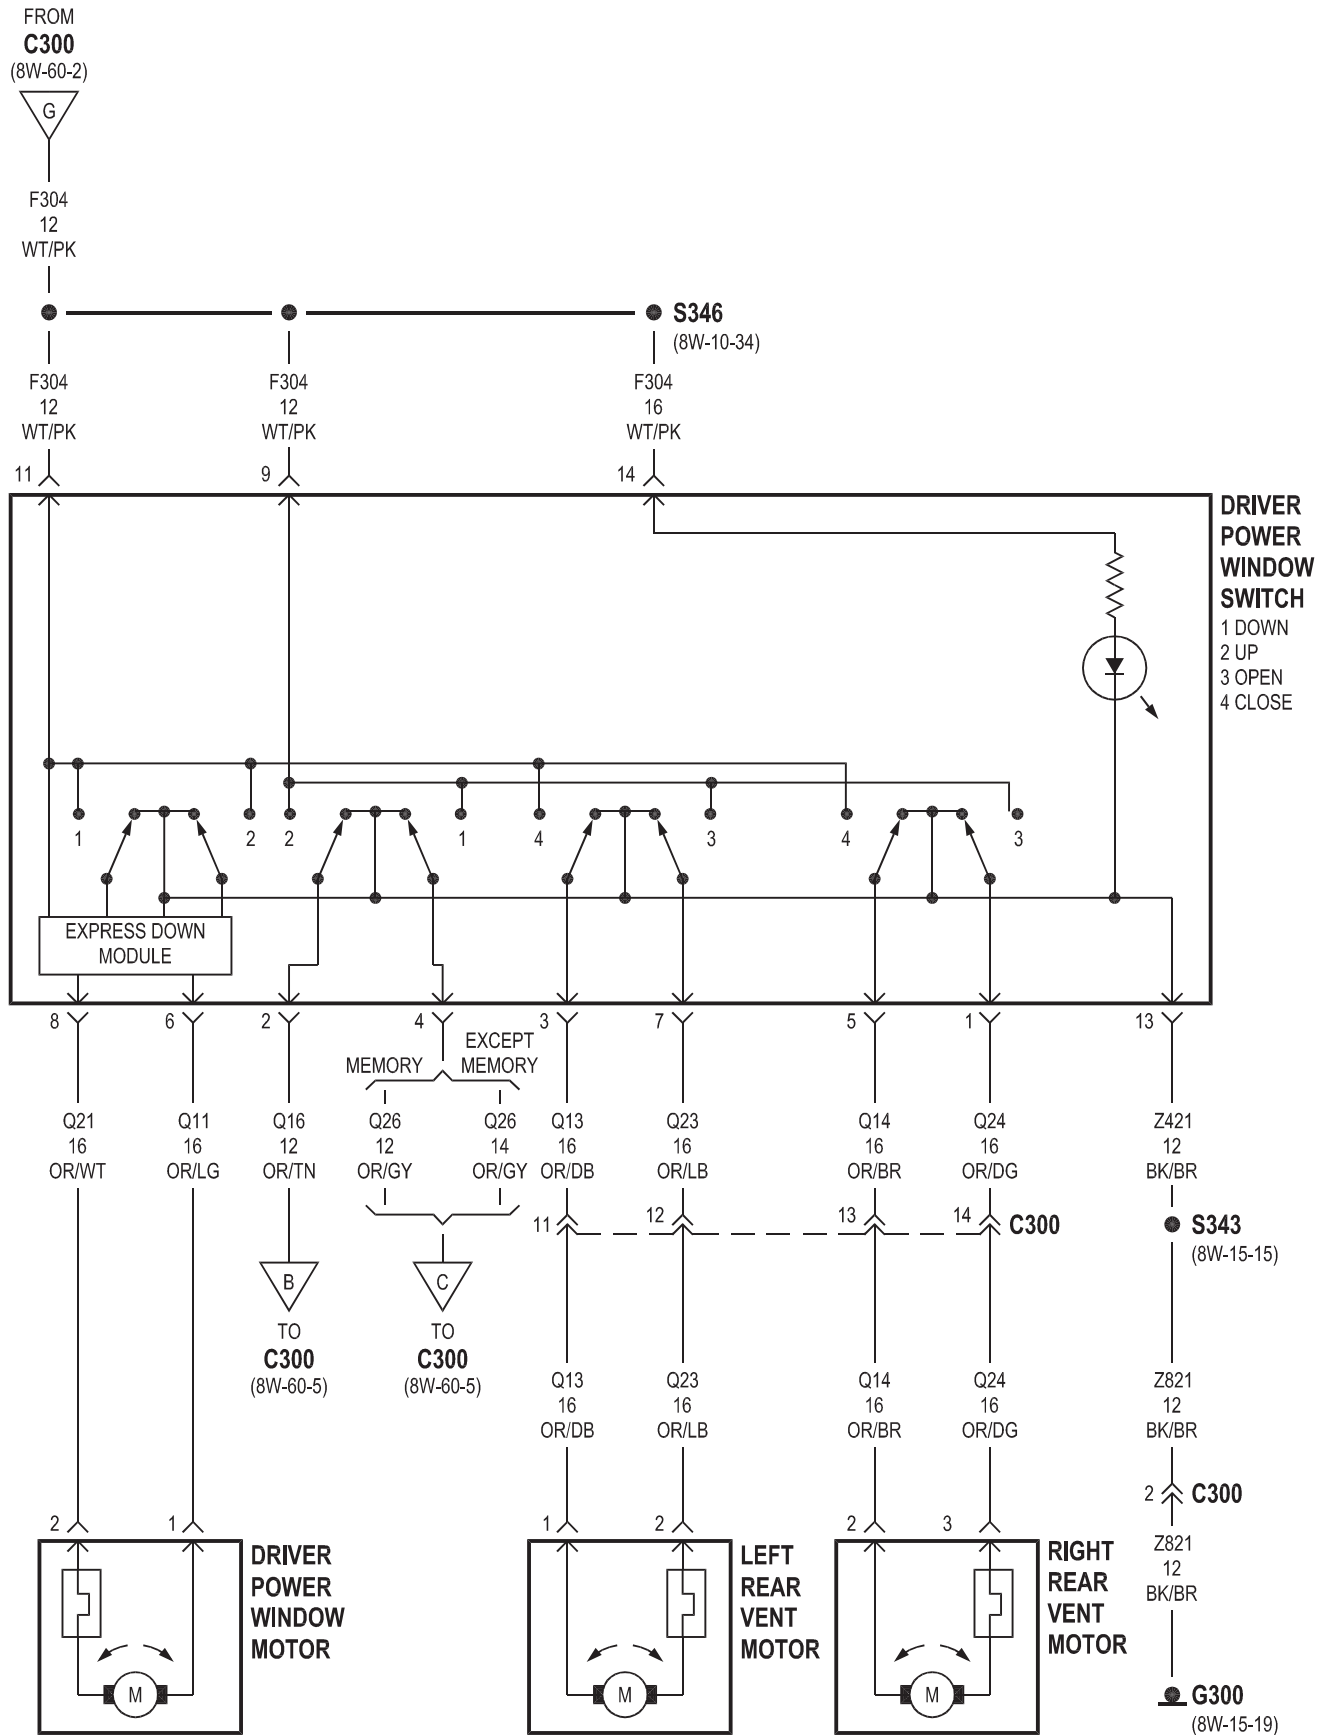 FROM
C300
(8W-60-2)
G
F304
12
WT/PK
S346
(8W-10-34)
F304 F304 F304
12 12 16
WT/PK WT/PK WT/PK
11 9 14
DRIVER
POWER
WINDOW
SWITCH
1 DOWN
2 UP
3 OPEN
4 CLOSE
1 2 2 1 4 3 4 3
EXPRESS DOWN
MODULE
8 6 2 4 3 7 5 1 13
MEMORY
EXCEPT
MEMORY
Q21 Q11 Q16 Q26 Q26 Q13 Q23 Q14 Q24 Z421
16 16 12 12 14 16 16 16 16 12
OR/WT OR/LG OR/TN OR/GY OR/GY OR/DB OR/LB OR/BR OR/DG BK/BR
11 12 13 14 C300
S343
(8W-15-15)
B C
TO TO
C300 C300
(8W-60-5) (8W-60-5)
Q13 Q23 Q14 Q24 Z821
16 16 16 16 12
OR/DB OR/LB OR/BR OR/DG BK/BR
2 C300
2 1 1 2 2 3
Z821
12
BK/BR
DRIVER
POWER
WINDOW
MOTOR
M
LEFT
REAR
VENT
MOTOR
M
RIGHT
REAR
VENT
MOTOR
M
G300
(8W-15-19)